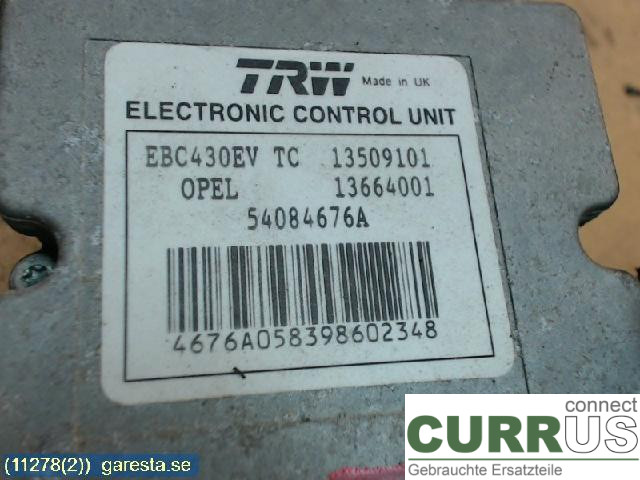 TRW Made in UK
ELECTRONIC CONTROL UNIT
EBC430EV TC 13509101
OPEL 13664001
54084676A
4676A058398602348
connect
CURRUS
Gebrauchte Ersatzteile
(11278(2)) garesta.se